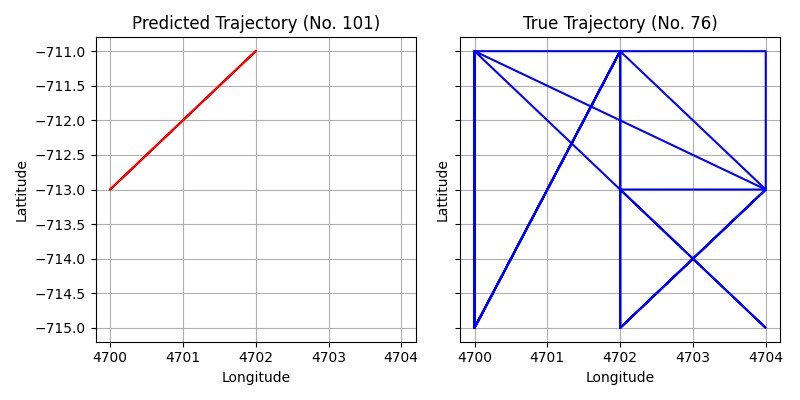 Predicted Trajectory (No. 101)
True Trajectory (No. 76)
Lattitude
−711.0
−711.5
−712.0
−712.5
−713.0
−713.5
−714.0
−714.5
−715.0
4700 4701 4702 4703 4704
Longitude
Lattitude
4700 4701 4702 4703 4704
Longitude